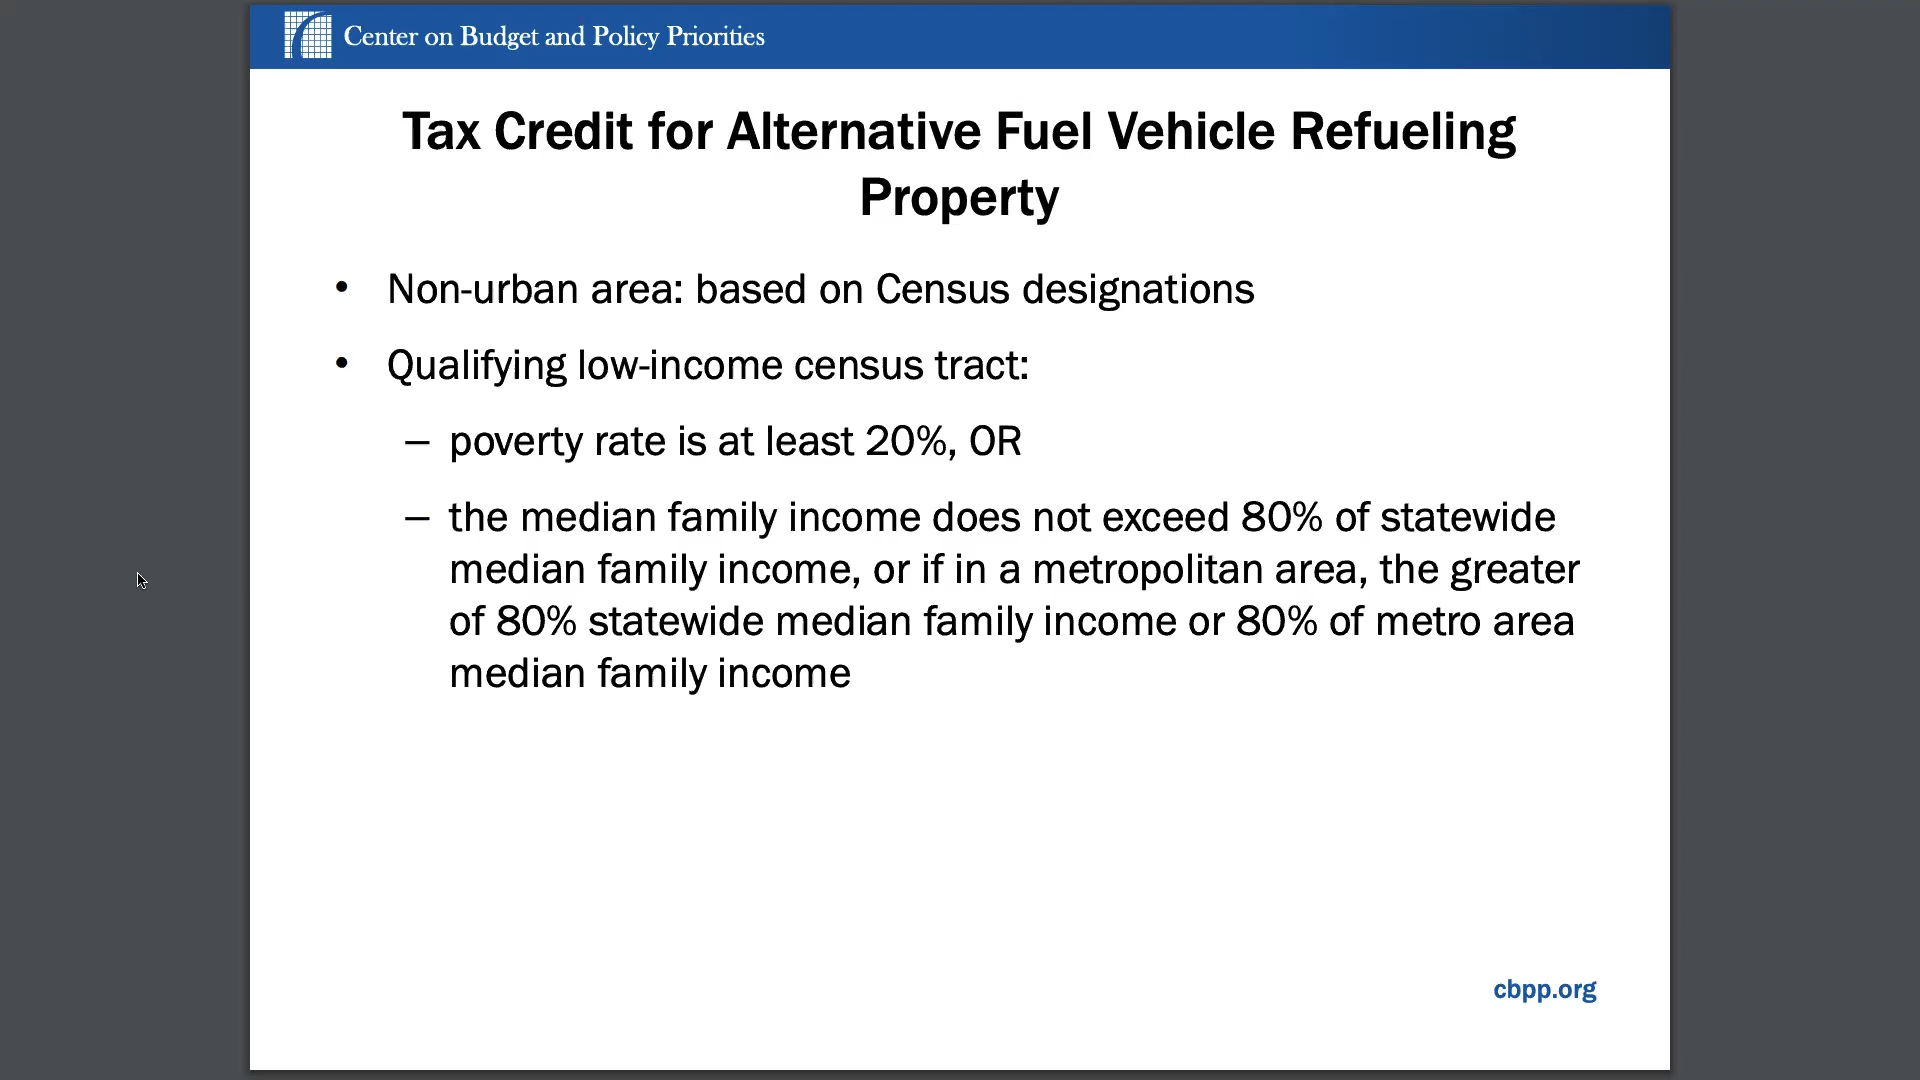 Center on Budget and Policy Priorities
Tax Credit for Alternative Fuel Vehicle Refueling
Property
• Non-urban area: based on Census designations
• Qualifying low-income census tract:
– poverty rate is at least 20%, OR
– the median family income does not exceed 80% of statewide
median family income, or if in a metropolitan area, the greater
of 80% statewide median family income or 80% of metro area
median family income
cbpp.org